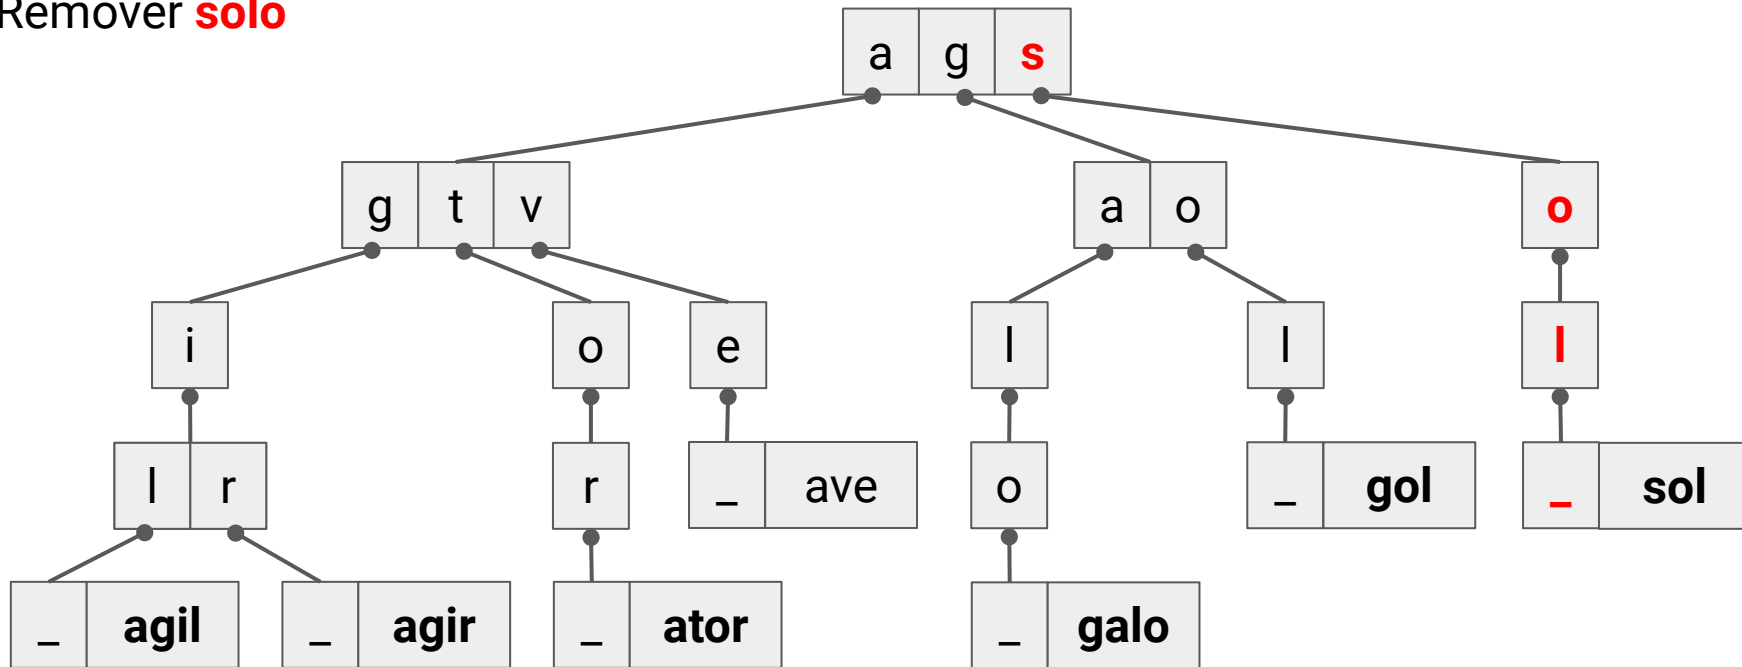 Remover solo
a g s
g t v a o o
i o e l l l
l r r _ ave o _ gol _ sol
_ agil _ agir _ ator _ galo